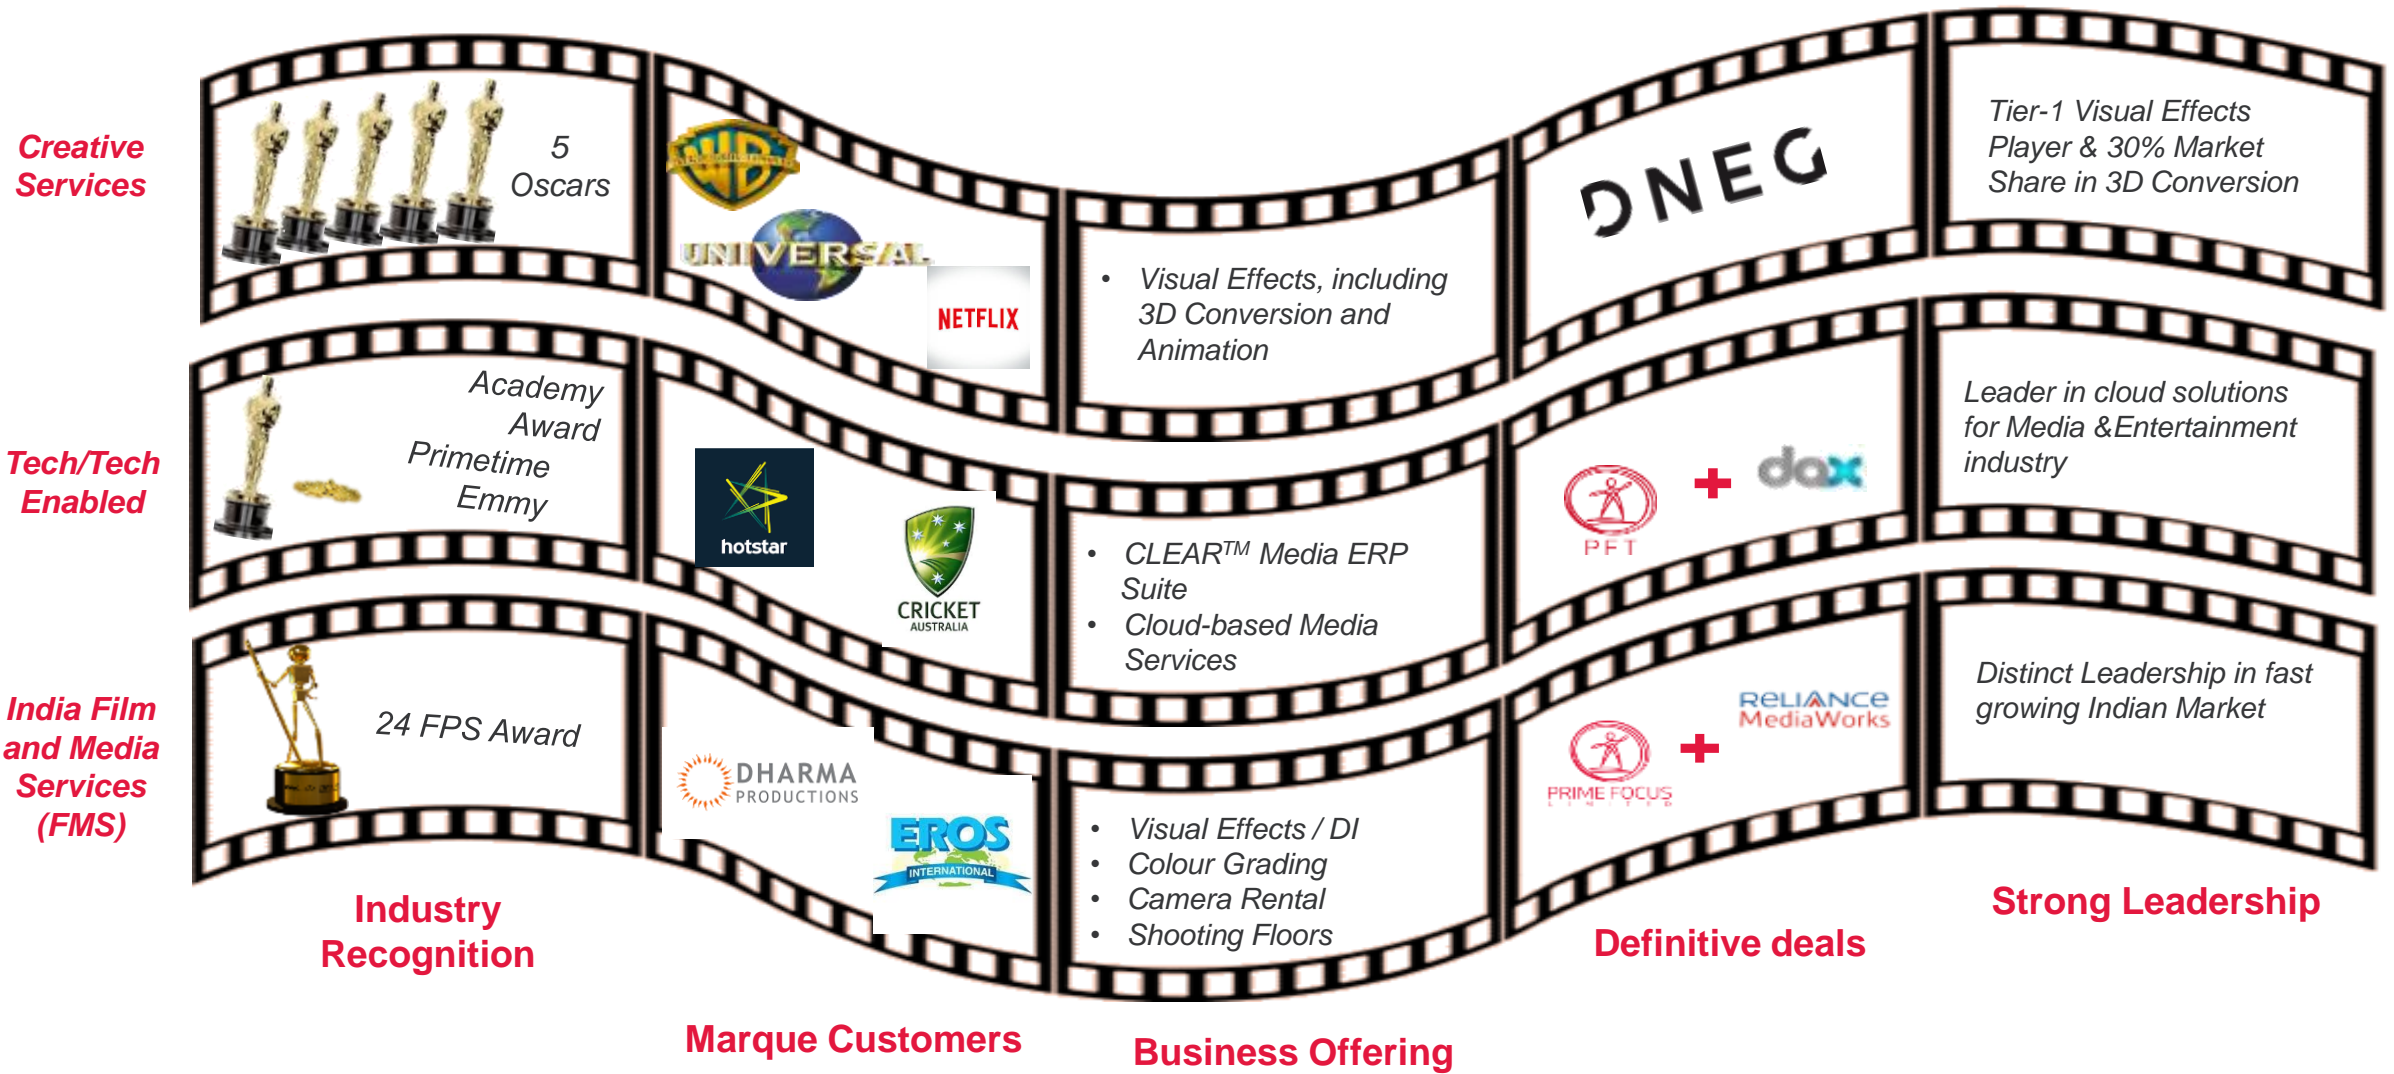 Creative
Services
5
Oscars
WB
UNIVERSAL
NETFLIX
• Visual Effects, including
3D Conversion and
Animation
DNEG
Tier-1 Visual Effects
Player & 30% Market
Share in 3D Conversion
Tech/Tech
Enabled
Academy
Award
Primetime
Emmy
hotstar
CRICKET
AUSTRALIA
• CLEAR™ Media ERP
Suite
• Cloud-based Media
Services
PFT
+
dax
Leader in cloud solutions
for Media &Entertainment
industry
India Film
and Media
Services
(FMS)
24 FPS Award
DHARMA
PRODUCTIONS
EROS
INTERNATIONAL
• Visual Effects / DI
• Colour Grading
• Camera Rental
• Shooting Floors
PRIME FOCUS
LIMITED
+
RELIANCE
MediaWorks
Distinct Leadership in fast
growing Indian Market
Industry
Recognition
Marque Customers
Business Offering
Definitive deals
Strong Leadership